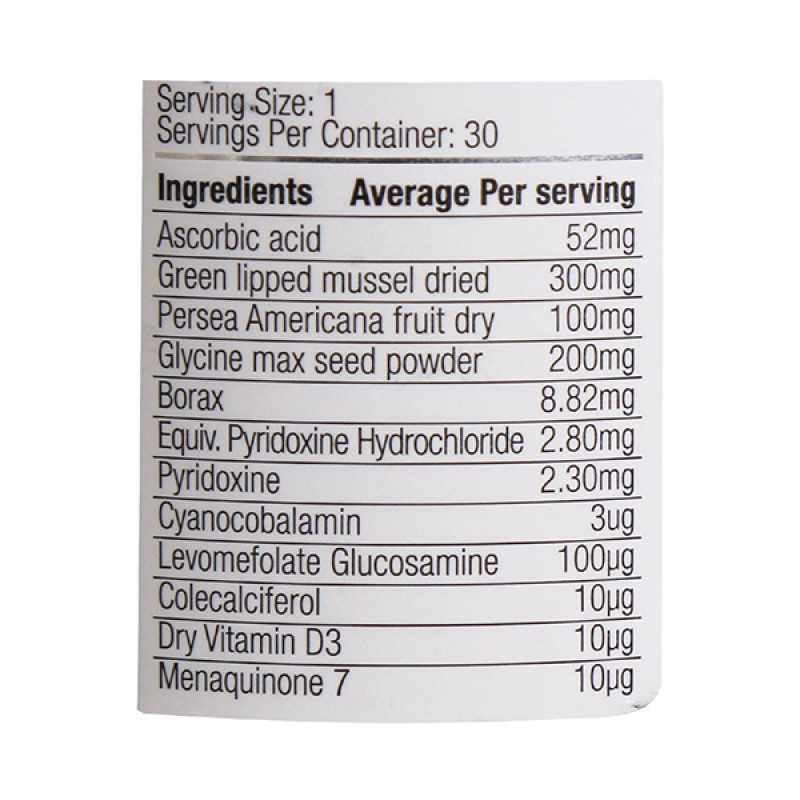 Serving Size: 1
Servings Per Container: 30
Ingredients Average Per serving
Ascorbic acid 52mg
Green lipped mussel dried 300mg
Persea Americana fruit dry 100mg
Glycine max seed powder 200mg
Borax 8.82mg
Equiv. Pyridoxine Hydrochloride 2.80mg
Pyridoxine 2.30mg
Cyanocobalamin 3ug
Levomefolate Glucosamine 100µg
Colecalciferol 10µg
Dry Vitamin D3 10µg
Menaquinone 7 10µg